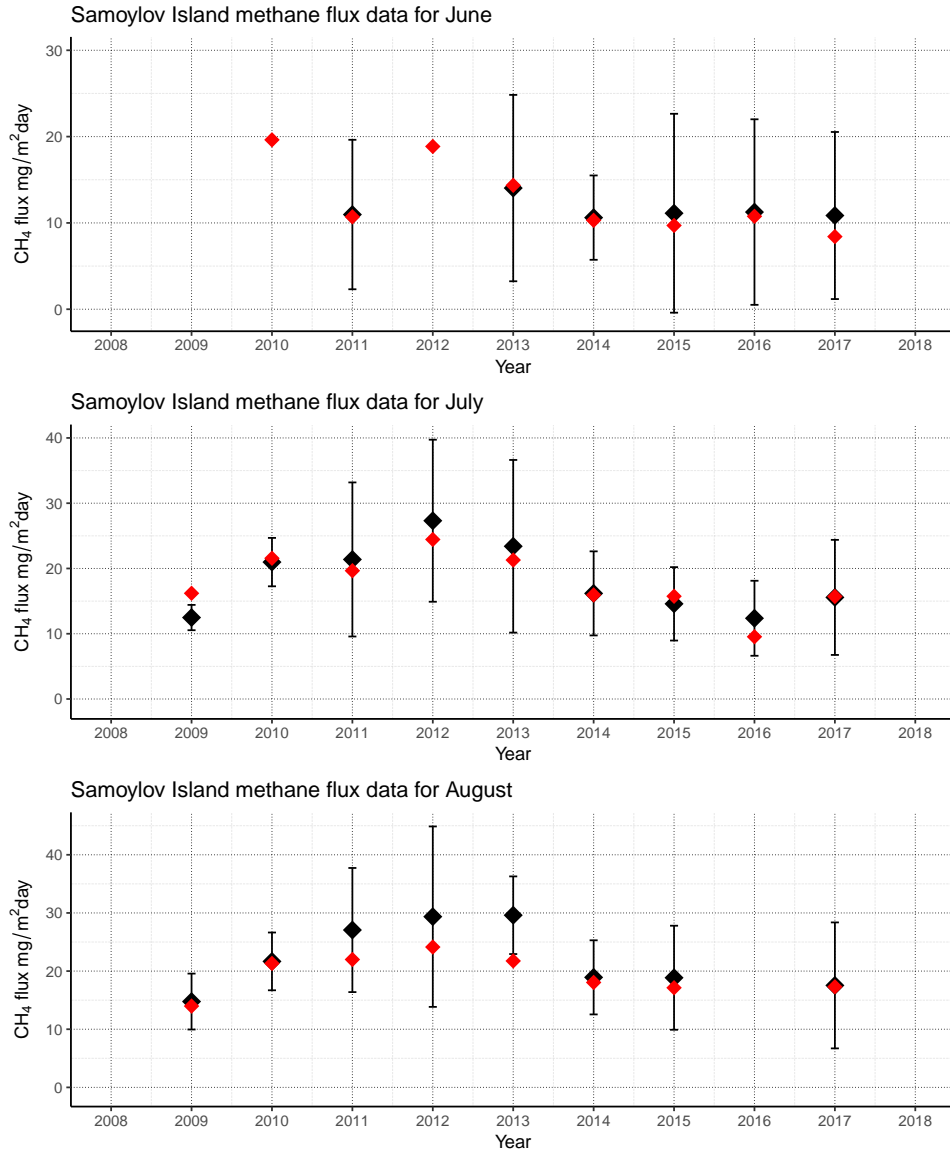 Samoylov Island methane flux data for June
CH₄ flux mg/m²day
30
20
10
0
2008 2009 2010 2011 2012 2013 2014 2015 2016 2017 2018
Year
Samoylov Island methane flux data for July
CH₄ flux mg/m²day
40
30
20
10
0
2008 2009 2010 2011 2012 2013 2014 2015 2016 2017 2018
Year
Samoylov Island methane flux data for August
CH₄ flux mg/m²day
40
30
20
10
0
2008 2009 2010 2011 2012 2013 2014 2015 2016 2017 2018
Year